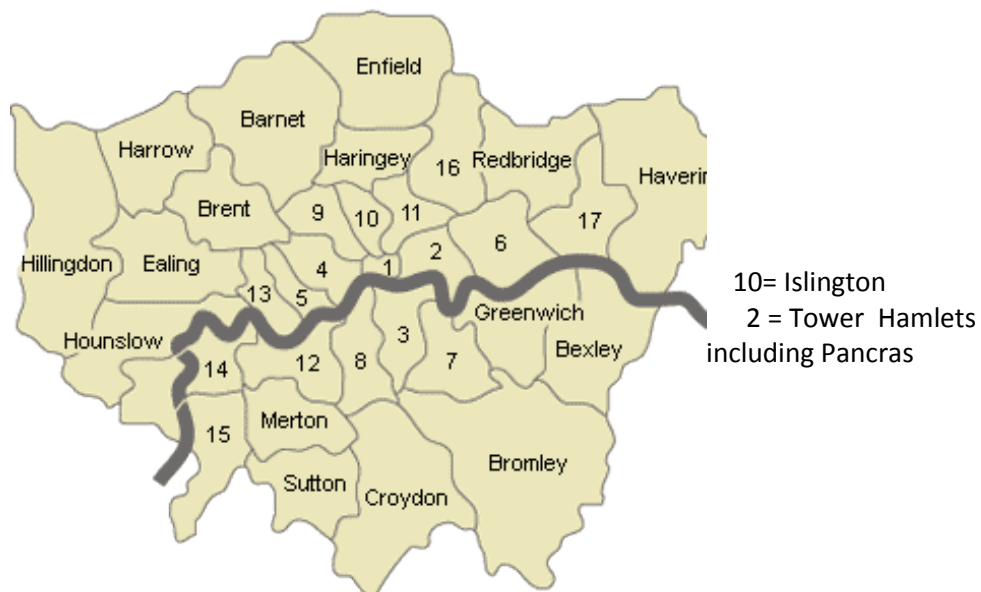 Enfield
Barnet
Harrow
Haringey
16
Redbridge
Haverin
Brent
9
10
11
17
Hillingdon
Ealing
4
1
2
6
13
5
Hounslow
Greenwich
14
12
8
3
7
Bexley
15
Merton
Sutton
Croydon
Bromley
10= Islington
2 = Tower Hamlets
including Pancras